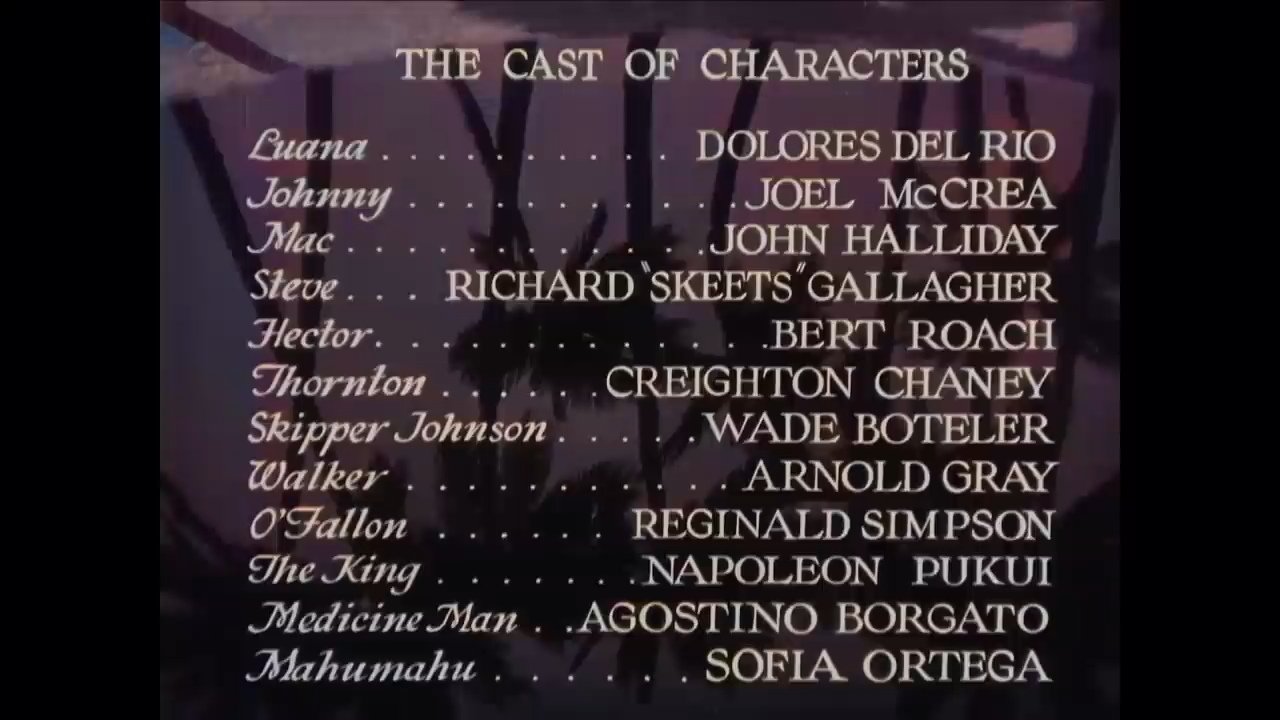 THE CAST OF CHARACTERS
Luana . . . . . . . . . . . DOLORES DEL RIO
Johnny . . . . . . . . . . . . JOEL McCREA
Mac . . . . . . . . . . . . . JOHN HALLIDAY
Steve . . . RICHARD "SKEETS" GALLAGHER
Hector. . . . . . . . . . . . . . BERT ROACH
Thornton . . . . . . . CREIGHTON CHANEY
Skipper Johnson . . . . . WADE BOTELER
Walker . . . . . . . . . . . . ARNOLD GRAY
O'Fallon . . . . . . REGINALD SIMPSON
The King . . . . . . . . NAPOLEON PUKUI
Medicine Man . . AGOSTINO BORGATO
Mahumahu . . . . . . SOFIA ORTEGA